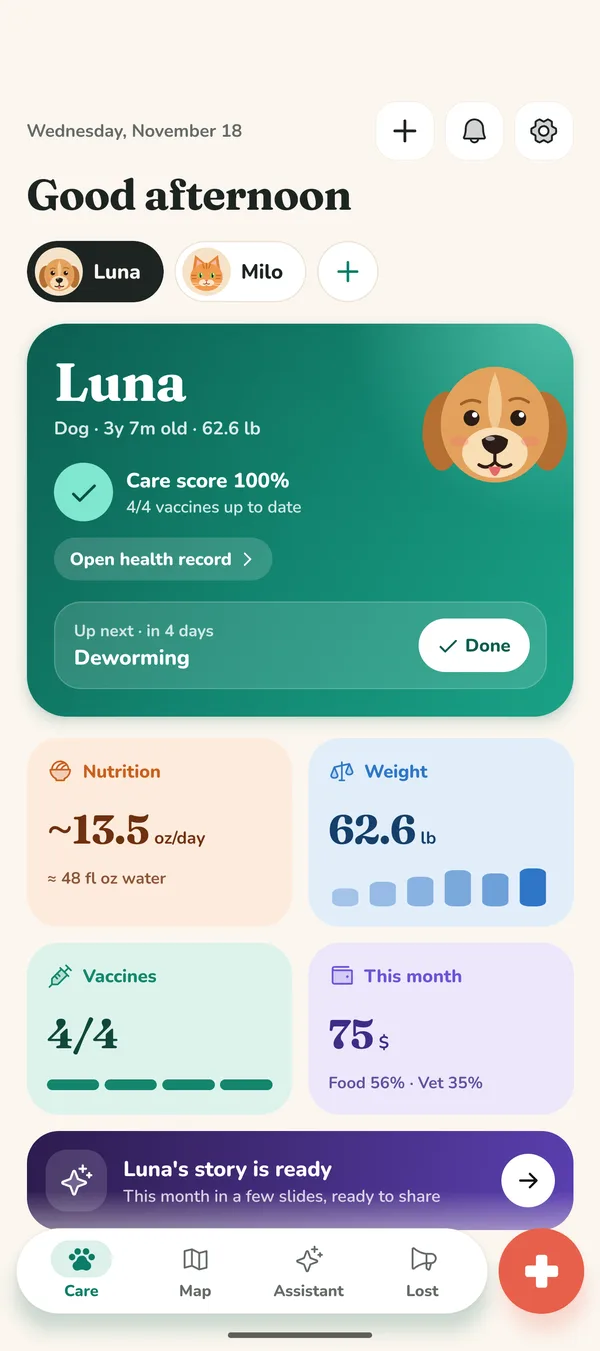 Wednesday, November 18
Good afternoon
Luna
Milo
Luna
Dog · 3y 7m old · 62.6 lb
Care score 100%
4/4 vaccines up to date
Open health record
Up next · in 4 days
Deworming
Done
Nutrition
~13.5 oz/day
≈ 48 fl oz water
Weight
62.6 lb
Vaccines
4/4
This month
75 $
Food 56% · Vet 35%
Luna's story is ready
This month in a few slides, ready to share
Care
Map
Assistant
Lost